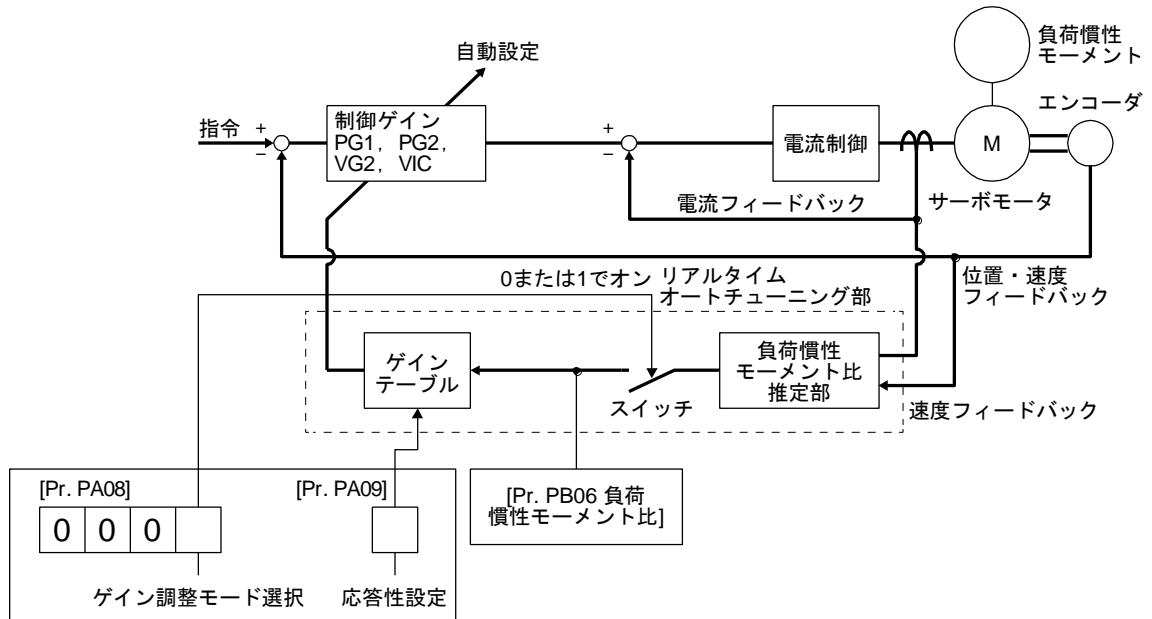 負荷慣性
モーメント
自動設定
エンコーダ
指令
+
−
制御ゲイン
PG1, PG2,
VG2, VIC
+
−
電流制御
M
電流フィードバック
サーボモータ
0または1でオン
リアルタイム
オートチューニング部
位置・速度
フィードバック
ゲイン
テーブル
スイッチ
負荷慣性
モーメント比
推定部
速度フィードバック
[Pr. PA08]
[Pr. PA09]
[Pr. PB06 負荷
慣性モーメント比]
0 0 0
ゲイン調整モード選択
応答性設定